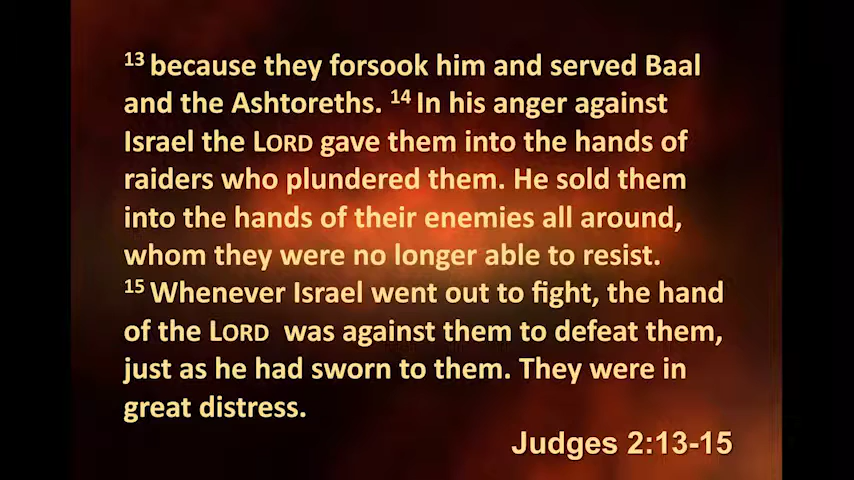 13 because they forsook him and served Baal
and the Ashtoreths. 14 In his anger against
Israel the LORD gave them into the hands of
raiders who plundered them. He sold them
into the hands of their enemies all around,
whom they were no longer able to resist.
15 Whenever Israel went out to fight, the hand
of the LORD was against them to defeat them,
just as he had sworn to them. They were in
great distress.
Judges 2:13-15